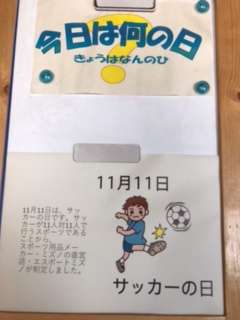 今日は何の日
きょうはなんのひ
?
11月11日
11月11日は、サッ
カーの日です。サッ
カーが11人対11人で
行うスポーツである
ことから、
スポーツ用品メー
カー・ミズノの直営
店・エスポートミズ
ノが制定しました。
サッカーの日